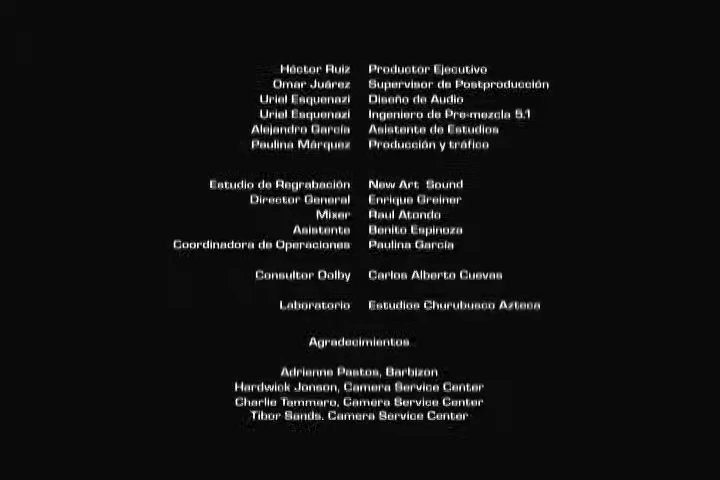 Héctor Ruiz Productor Ejecutivo
Omar Juárez Supervisor de Postproducción
Uriel Esquenazi Diseño de Audio
Uriel Esquenazi Ingeniero de Pre-mezcla 5.1
Alejandro García Asistente de Estudios
Paulina Márquez Producción y tráfico
Estudio de Regrabación New Art Sound
Director General Enrique Greiner
Mixer Raul Atondo
Asistente Benito Espinoza
Coordinadora de Operaciones Paulina García
Consultor Dolby Carlos Alberto Cuevas
Laboratorio Estudios Churubusco Azteca
Agradecimientos
Adrienne Pastos, Barbizon
Hardwick Jonson, Camera Service Center
Charlie Tammaro, Camera Service Center
Tibor Sands, Camera Service Center